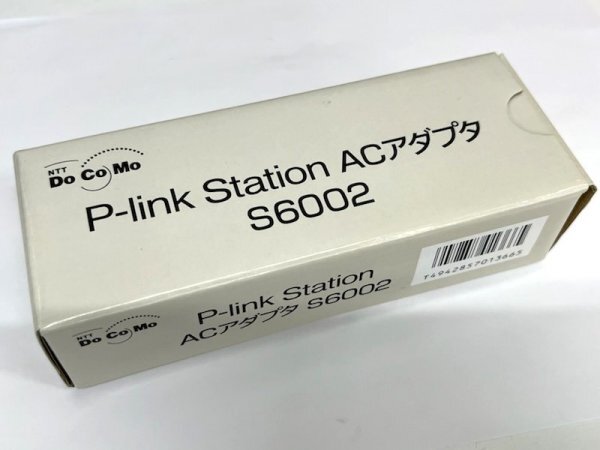 NTT
DoCoMo
P-link Station ACアダプタ
S6002
NTT
DoCoMo
P-link Station
ACアダプタ S6002
T4942857013665